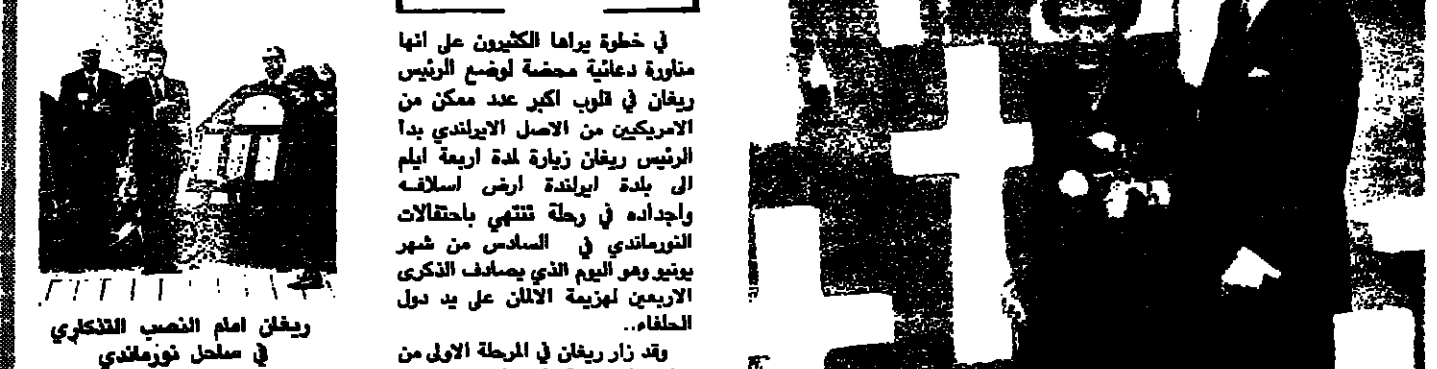 في خطوة يراها الكثيرون على انها
مناورة دعائية محضة لوضع الرئيس
ريغان في قلوب اكبر عدد ممكن من
الامريكيين من الاصل الايرلندي بدأ
الرئيس ريغان زيارة لمدة اربعة ايام
الى بلدة ايرلندة ارض اسلافه
واجداده في رحلة تنتهي باحتفالات
النورماندي في السادس من شهر
يونيو وهو اليوم الذي يصادف الذكرى
الاربعين لهزيمة الالمان على يد دول
الحلفاء..
وقد زار ريغان في المرحلة الاولى من
ريغان امام النصب التذكاري
في ساحل نورماندي